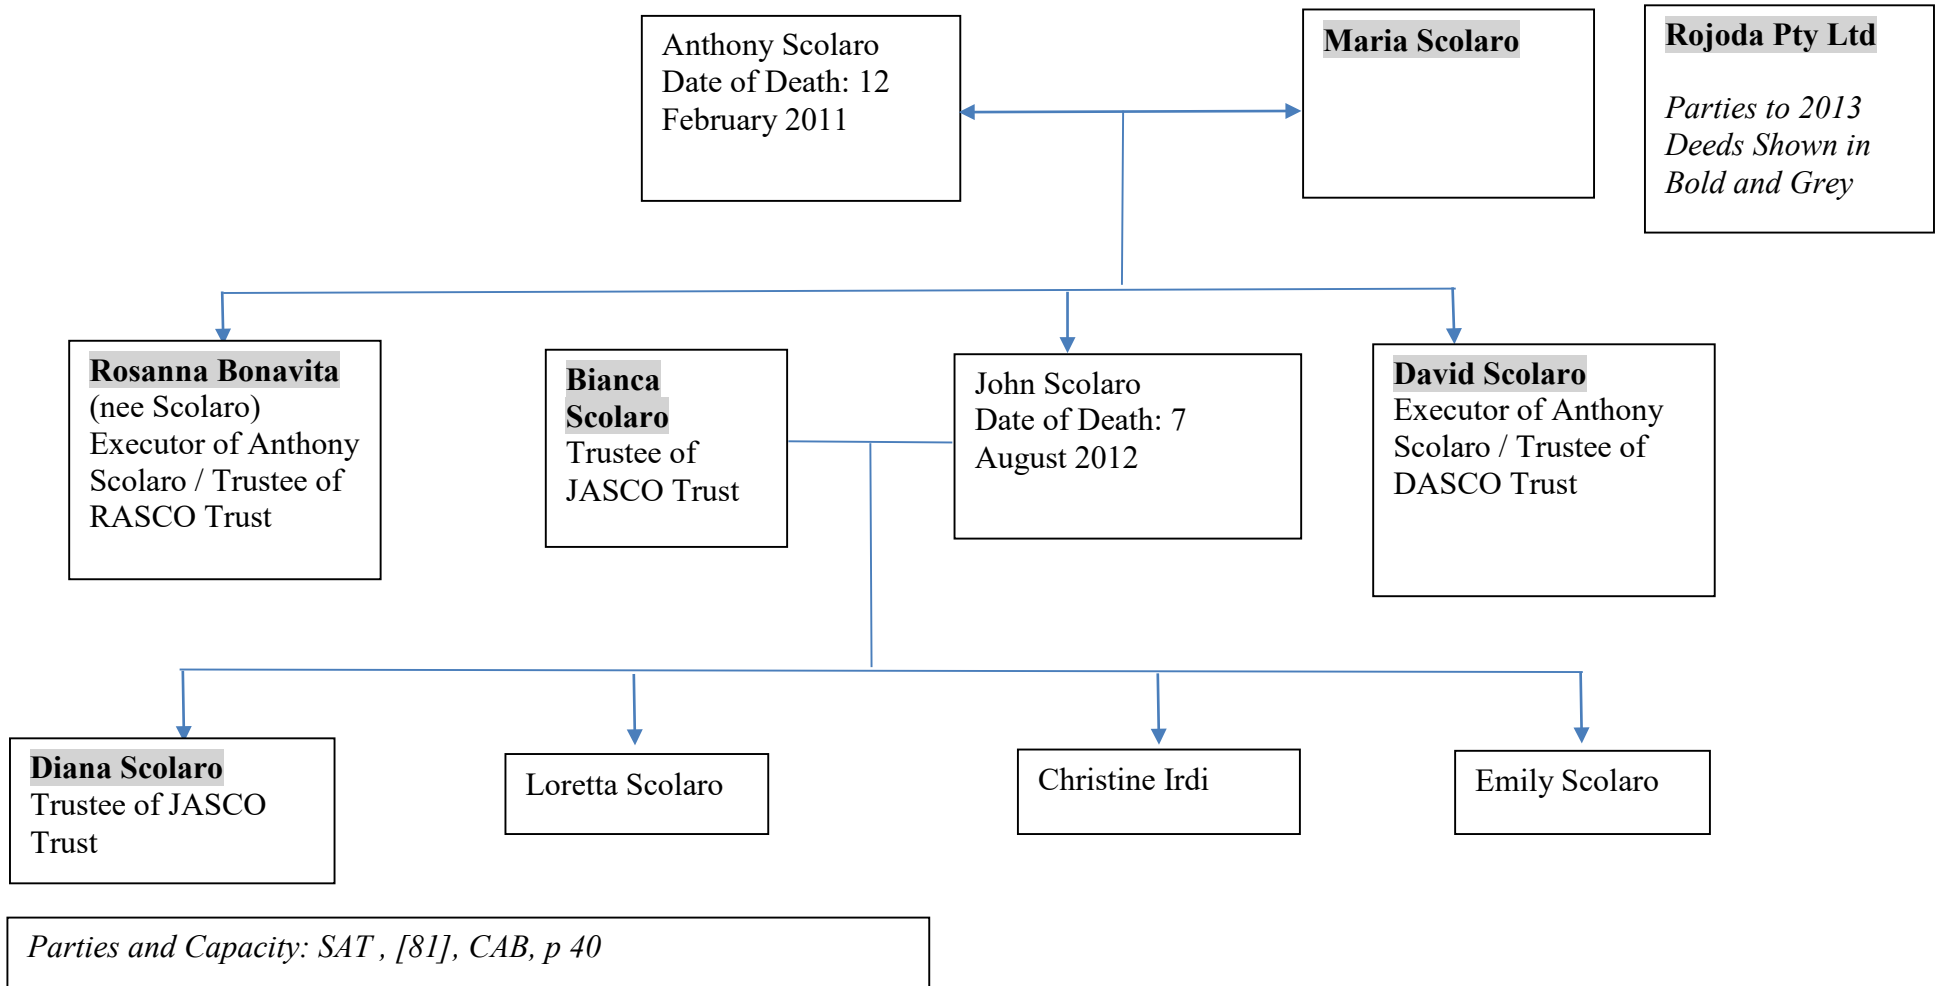 Anthony Scolaro
Date of Death: 12
February 2011
Maria Scolaro
Rojoda Pty Ltd
Parties to 2013
Deeds Shown in
Bold and Grey
Rosanna Bonavita
(nee Scolaro)
Executor of Anthony
Scolaro / Trustee of
RASCO Trust
Bianca
Scolaro
Trustee of
JASCO Trust
John Scolaro
Date of Death: 7
August 2012
David Scolaro
Executor of Anthony
Scolaro / Trustee of
DASCO Trust
Diana Scolaro
Trustee of JASCO
Trust
Loretta Scolaro
Christine Irdi
Emily Scolaro
Parties and Capacity: SAT , [81], CAB, p 40